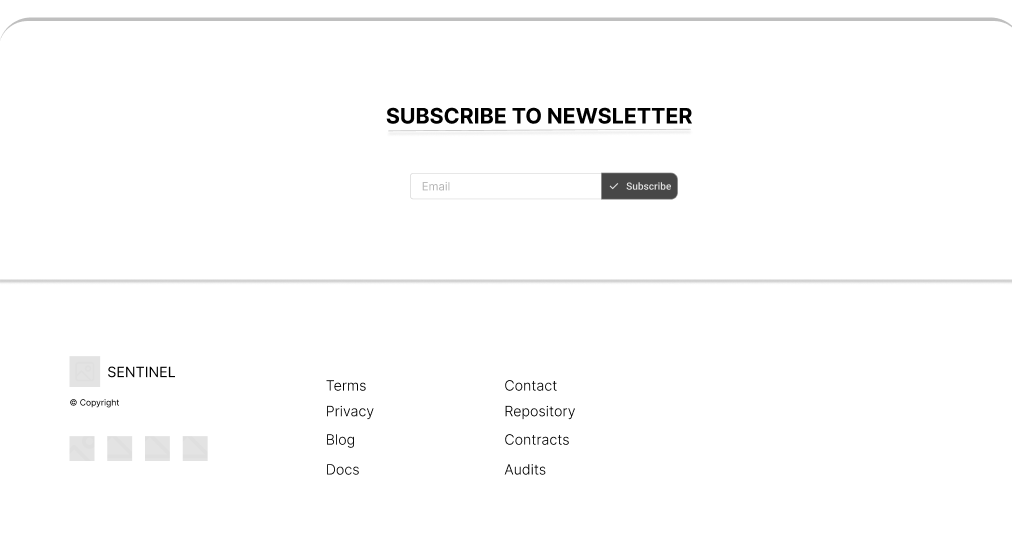 SUBSCRIBE TO NEWSLETTER
Email
Subscribe
SENTINEL
© Copyright
Terms
Privacy
Blog
Docs
Contact
Repository
Contracts
Audits